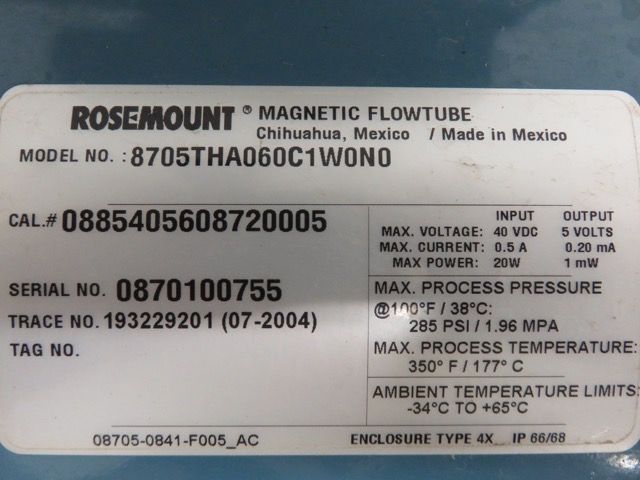 ROSEMOUNT ® MAGNETIC FLOWTUBE
Chihuahua, Mexico / Made in Mexico
MODEL NO. : 8705THA060C1W0N0
CAL.# 0885405608720005
INPUT OUTPUT
MAX. VOLTAGE: 40 VDC 5 VOLTS
MAX. CURRENT: 0.5 A 0.20 mA
MAX POWER: 20W 1 mW
SERIAL NO. 0870100755
TRACE NO. 193229201 (07-2004)
TAG NO.
MAX. PROCESS PRESSURE
@100°F / 38°C:
285 PSI / 1.96 MPA
MAX. PROCESS TEMPERATURE:
350° F / 177° C
AMBIENT TEMPERATURE LIMITS:
-34°C TO +65°C
08705-0841-F005_AC
ENCLOSURE TYPE 4X IP 66/68